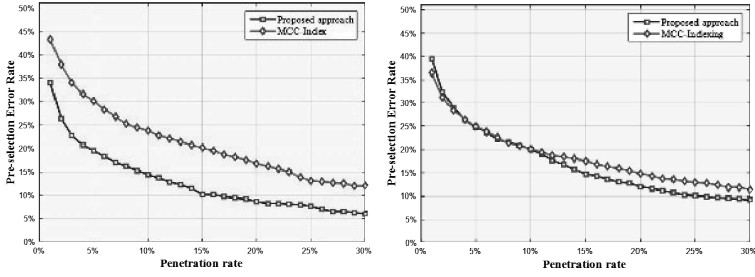 50%
45%
40%
35%
30%
25%
20%
15%
10%
5%
0%
Pre-selection Error Rate
Proposed approach
MCC-Index
0% 5% 10% 15% 20% 25% 30%
Penetration rate
50%
45%
40%
35%
30%
25%
20%
15%
10%
5%
0%
Pre-selection Error Rate
Proposed approach
MCC-Indexing
0% 5% 10% 15% 20% 25% 30%
Penetration rate